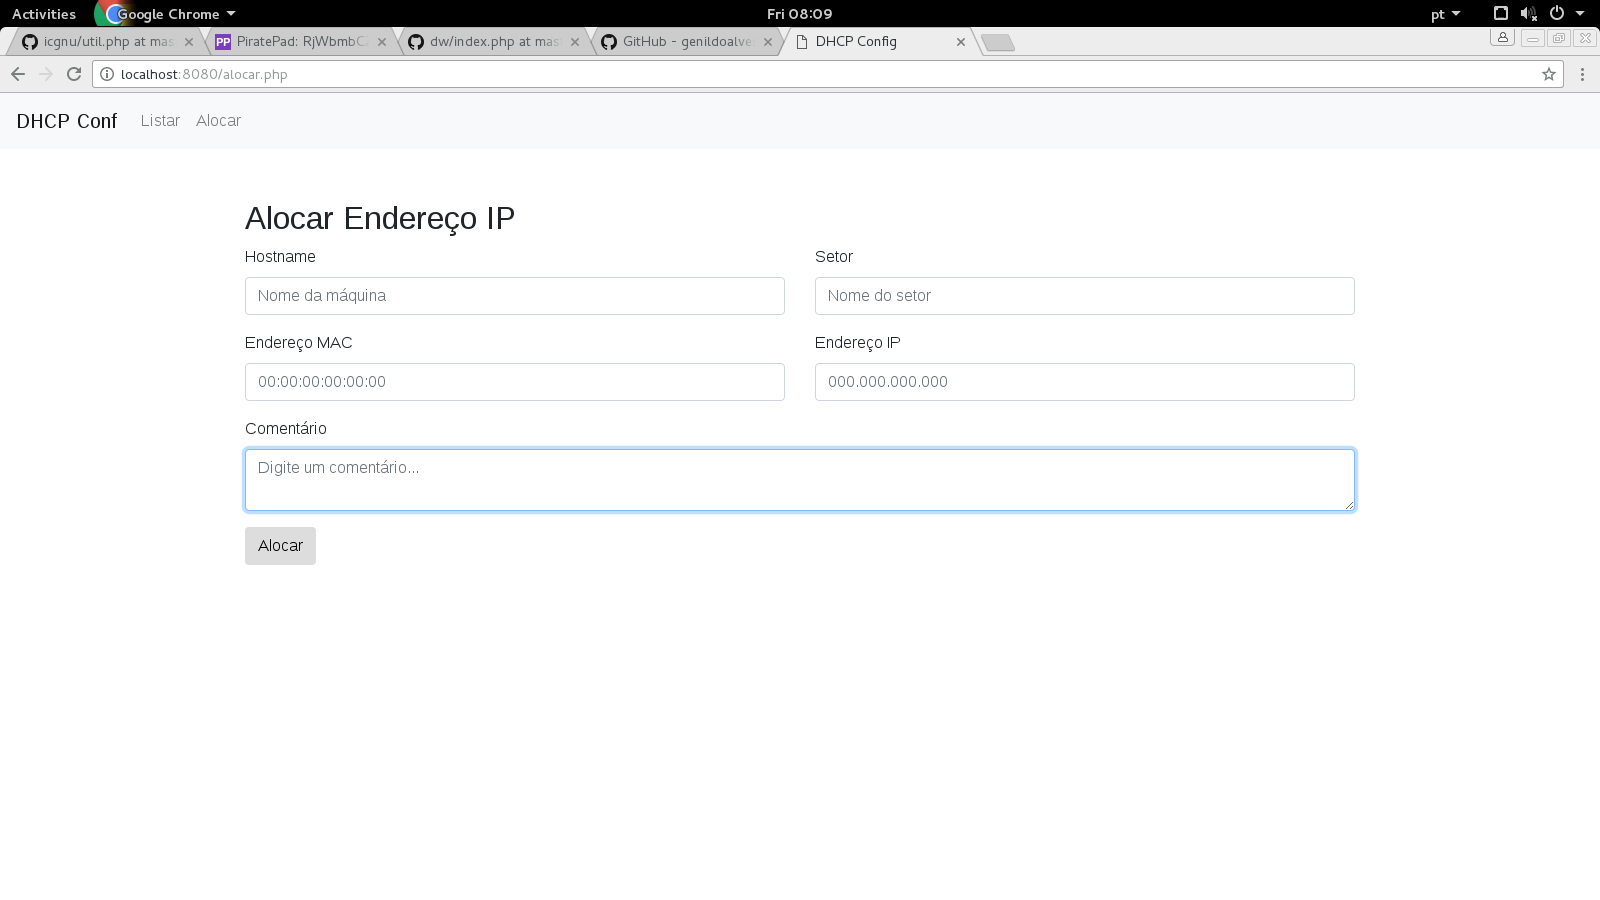 Activities Google Chrome Fri 08:09 pt
icgnu/util.php at mas PiratePad: RjWbmbC dw/index.php at mas GitHub - genildoalve DHCP Config
localhost:8080/alocar.php
DHCP Conf Listar Alocar
Alocar Endereço IP
Hostname Setor
Nome da máquina Nome do setor
Endereço MAC Endereço IP
00:00:00:00:00:00 000.000.000.000
Comentário
Digite um comentário...
Alocar